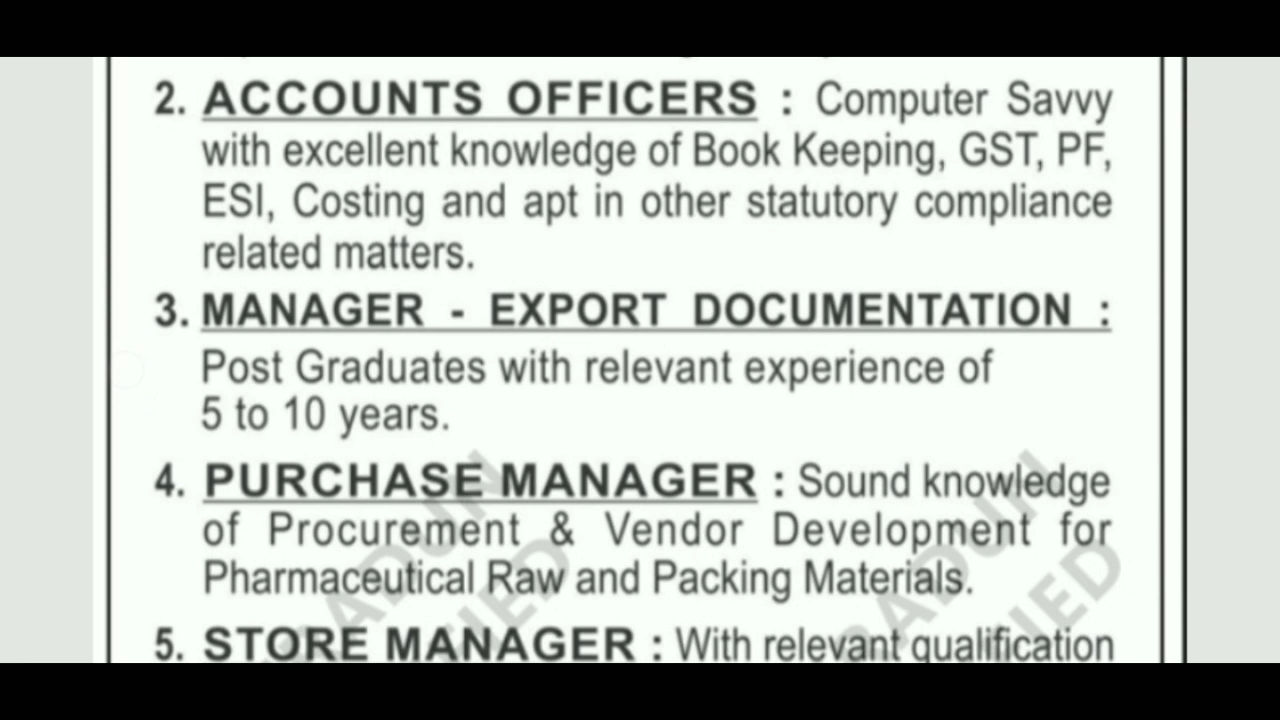 2. ACCOUNTS OFFICERS : Computer Savvy
with excellent knowledge of Book Keeping, GST, PF,
ESI, Costing and apt in other statutory compliance
related matters.
3. MANAGER - EXPORT DOCUMENTATION :
Post Graduates with relevant experience of
5 to 10 years.
4. PURCHASE MANAGER : Sound knowledge
of Procurement & Vendor Development for
Pharmaceutical Raw and Packing Materials.
5. STORE MANAGER : With relevant qualification